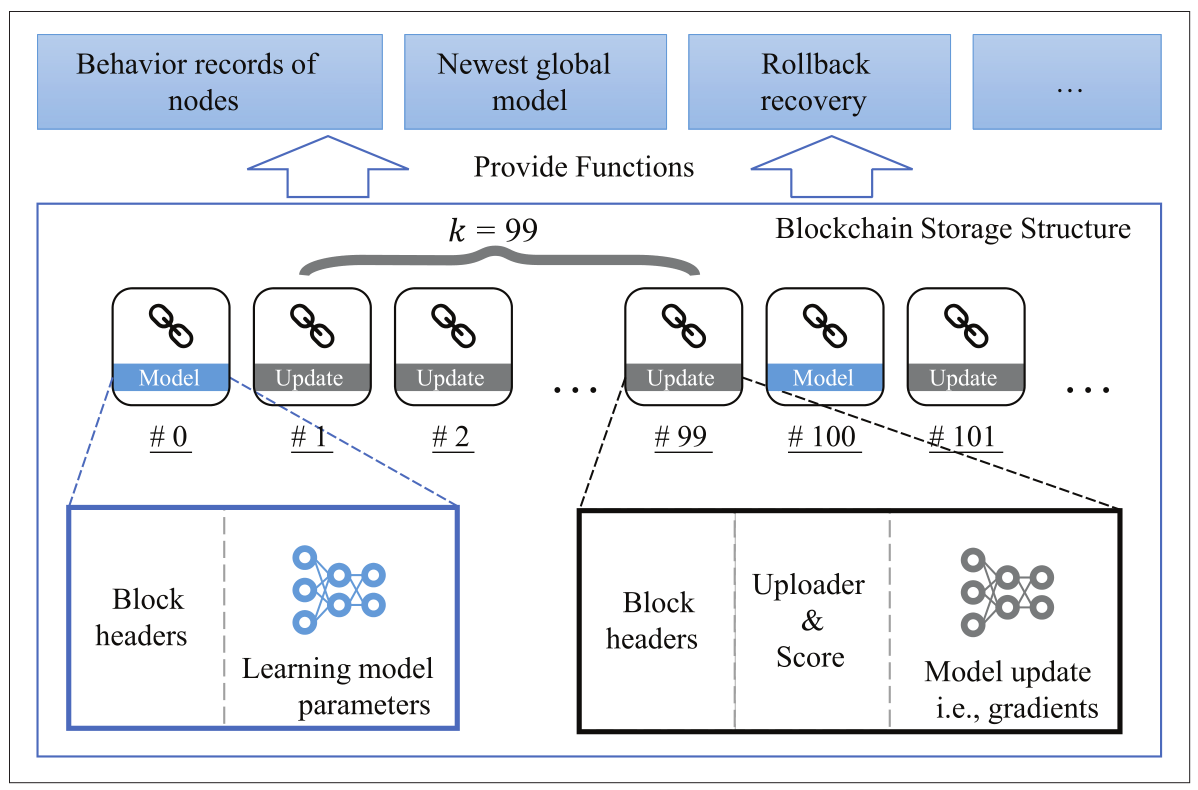 Behavior records of
nodes
Newest global
model
Rollback
recovery
…
Provide Functions
Blockchain Storage Structure
k = 99
Model
Update
Update
…
Update
Model
Update
…
# 0
# 1
# 2
# 99
# 100
# 101
Block
headers
Learning model
parameters
Block
headers
Uploader
&
Score
Model update
i.e., gradients